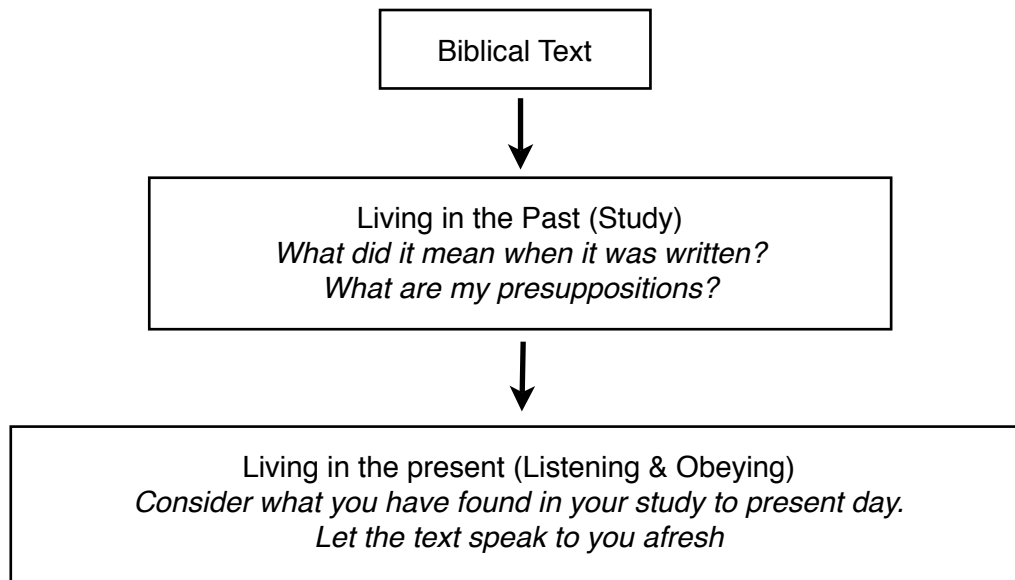 Biblical Text
Living in the Past (Study)
What did it mean when it was written?
What are my presuppositions?
Living in the present (Listening & Obeying)
Consider what you have found in your study to present day.
Let the text speak to you afresh